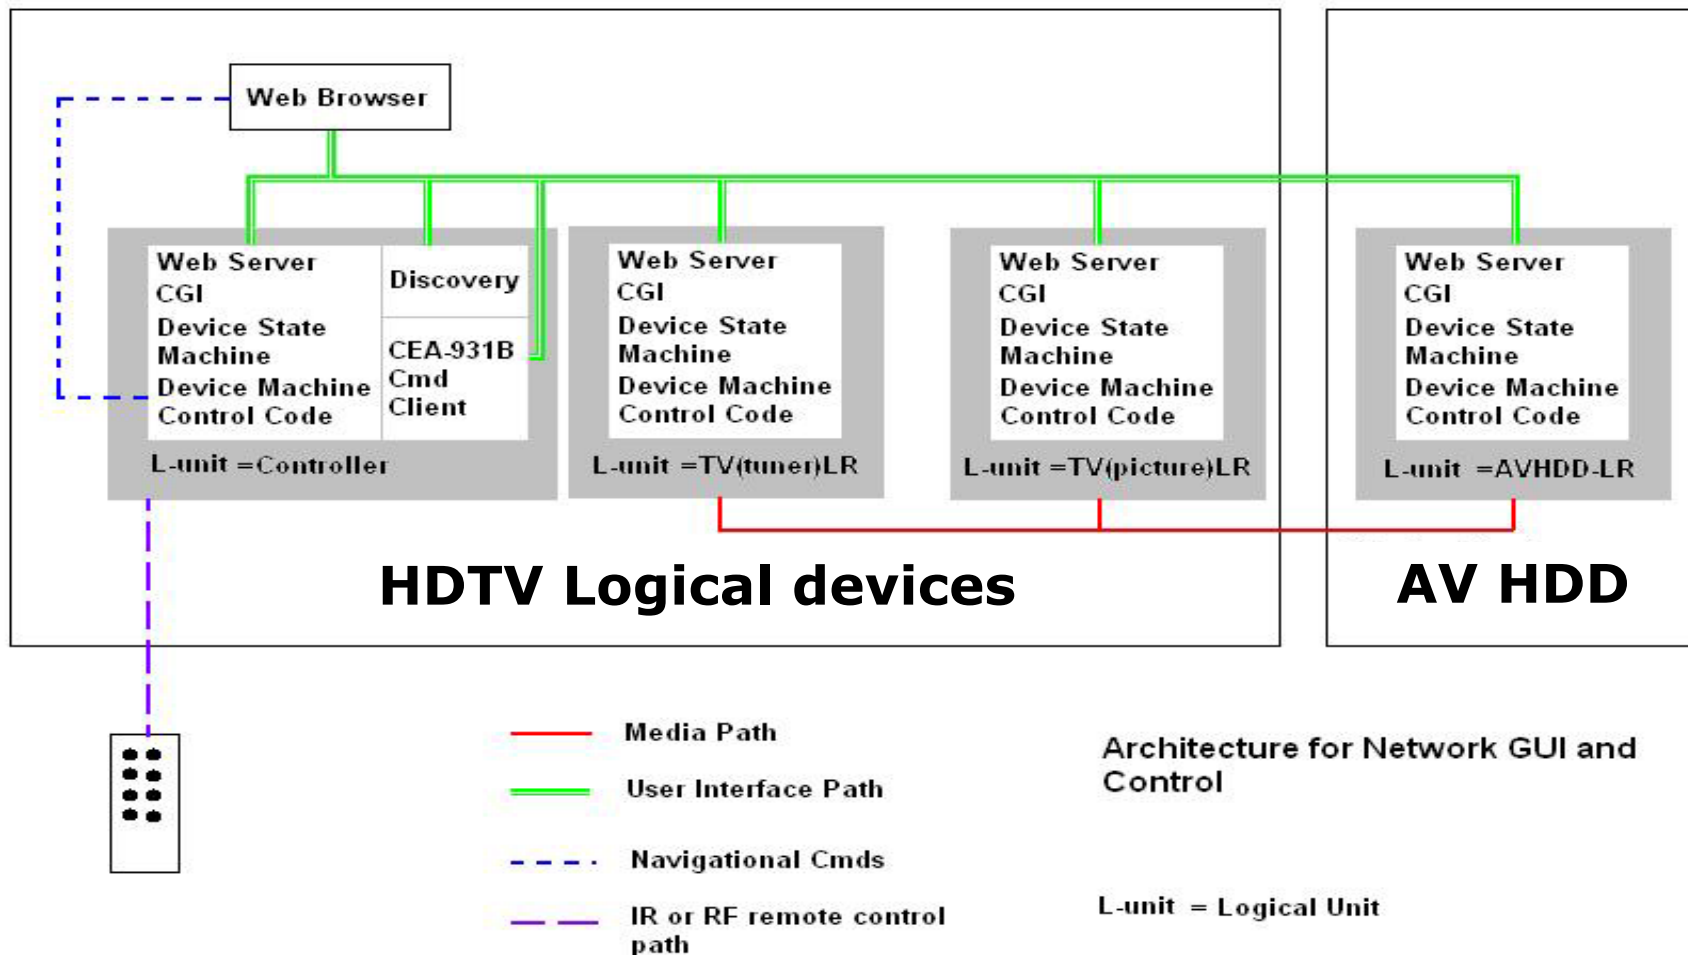 Web Browser
Web Server
CGI
Device State
Machine
Device Machine
Control Code
Discovery
CEA-931B
Cmd
Client
L-unit =Controller
Web Server
CGI
Device State
Machine
Device Machine
Control Code
L-unit =TV(tuner)LR
Web Server
CGI
Device State
Machine
Device Machine
Control Code
L-unit =TV(picture)LR
Web Server
CGI
Device State
Machine
Device Machine
Control Code
L-unit =AVHDD-LR
HDTV Logical devices
AV HDD
Media Path
User Interface Path
Navigational Cmds
IR or RF remote control
path
Architecture for Network GUI and
Control
L-unit = Logical Unit